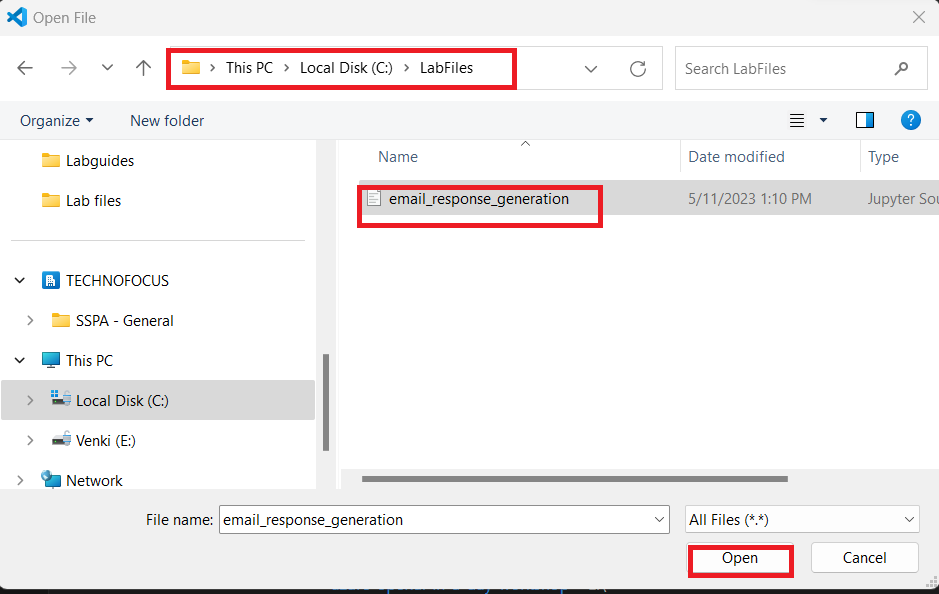 Open File
This PC > Local Disk (C:) > LabFiles
Search LabFiles
Organize
New folder
?
Name
Date modified
Type
Labguides
Lab files
email_response_generation
5/11/2023 1:10 PM
Jupyter Sou
TECHNOFOCUS
SSPA - General
This PC
Local Disk (C:)
Venki (E:)
Network
File name:
email_response_generation
All Files (*.*)
Open
Cancel